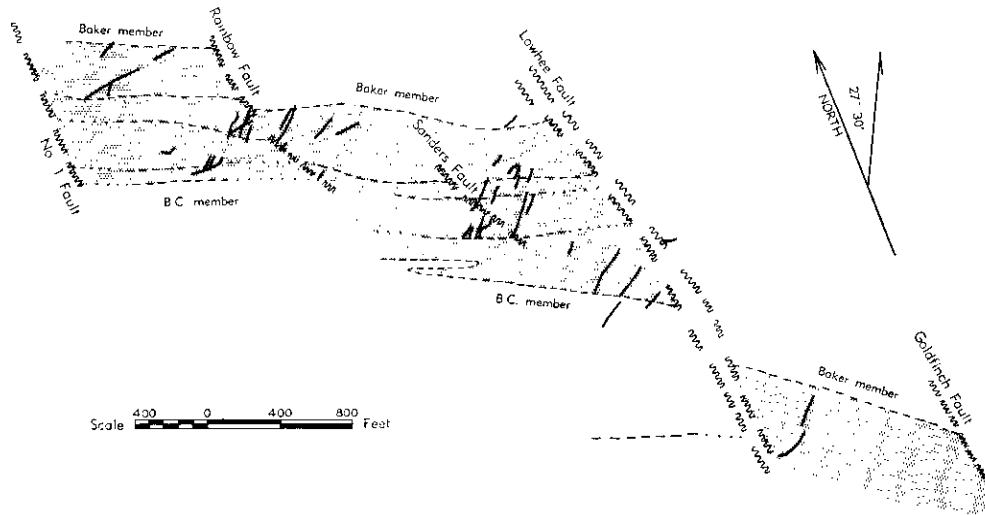 Baker member
Rainbow Fault
Lowhee Fault
Baker member
Sanders Fault
No 1 Fault
B C member
B C. member
NORTH
27° 30'
Baker member
Goldfinch Fault
400 0 400 800
Scale Feet